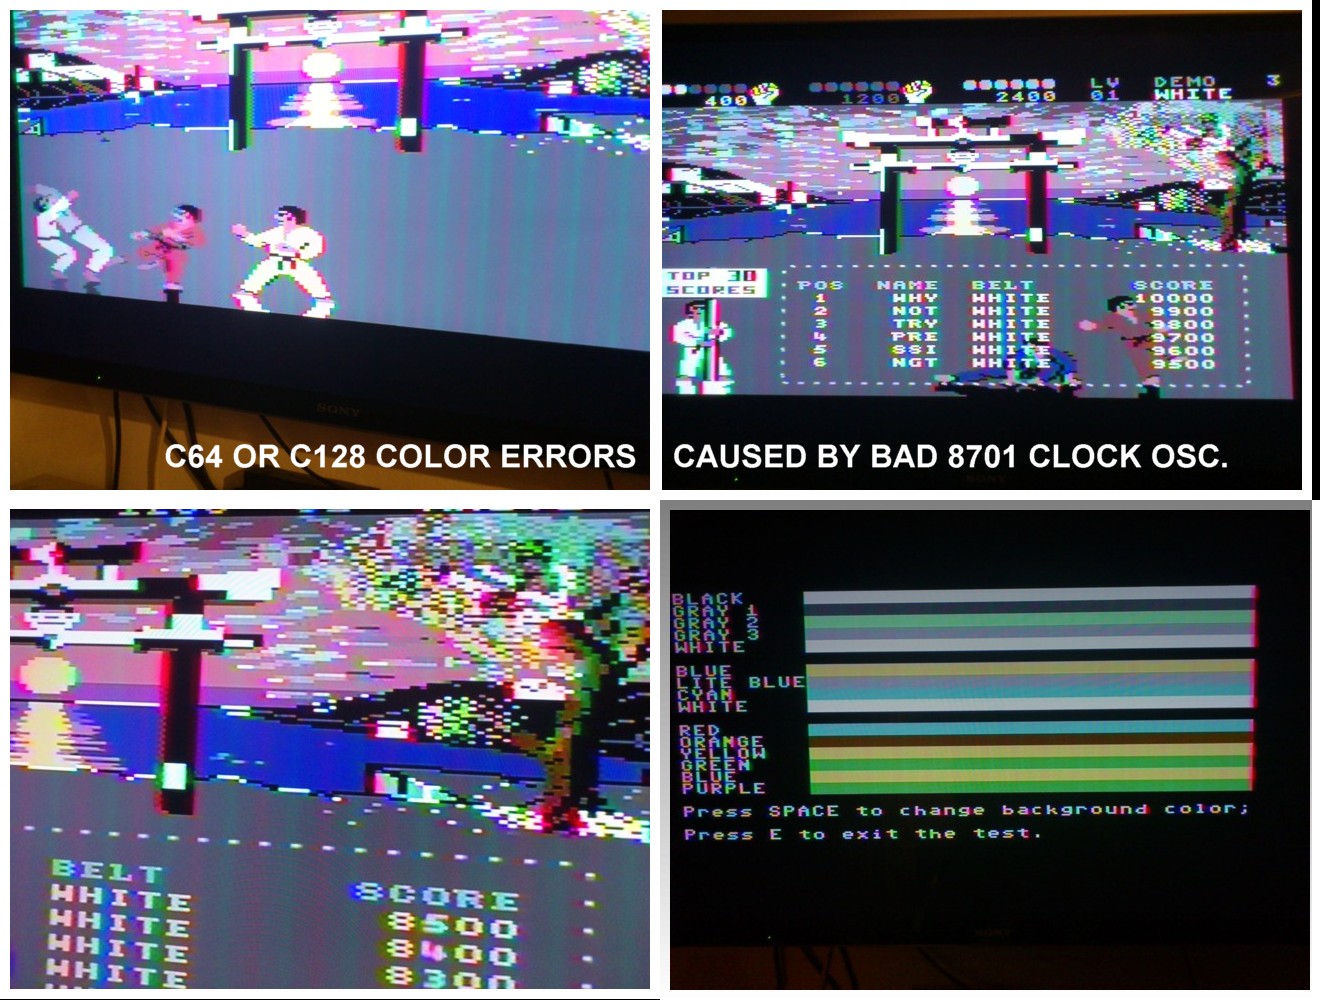 SONY
C64 OR C128 COLOR ERRORS
400 1200 2400 LV 01 DEMO WHITE 3
TOP 30 SCORES
POS NAME BELT SCORE
1 WHY WHITE 10000
2 NOT WHITE 9900
3 TRY WHITE 9800
4 PRE WHITE 9700
5 SSI WHITE 9600
6 NGT WHITE 9500
CAUSED BY BAD 8701 CLOCK OSC.
BELT SCORE
WHITE 8500
WHITE 8400
WHITE 8300
BLACK
GRAY 1
GRAY 2
GRAY 3
WHITE
BLUE
LITE BLUE
CYAN
WHITE
RED
ORANGE
YELLOW
GREEN
BLUE
PURPLE
Press SPACE to change background color;
Press E to exit the test.
SONY